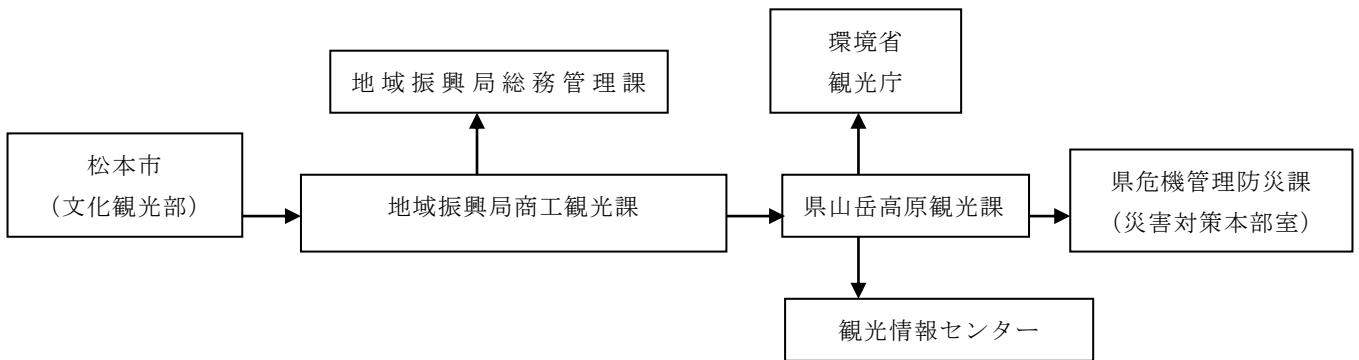 環境省
観光庁
地域振興局総務管理課
松本市
（文化観光部）
地域振興局商工観光課
県山岳高原観光課
県危機管理防災課
（災害対策本部室）
観光情報センター